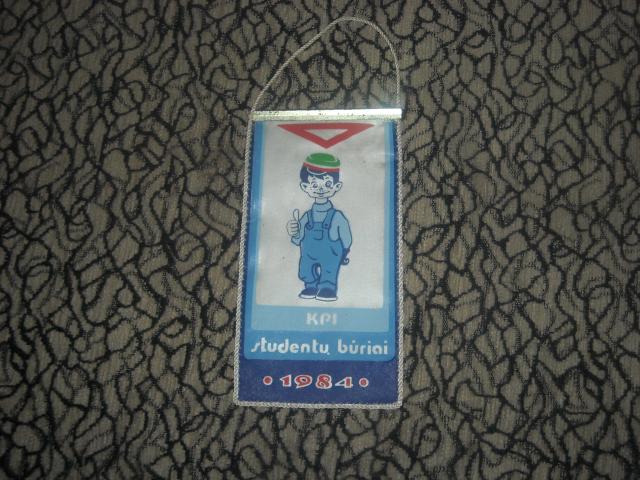 KPI
studentų būriai
• 1984 •